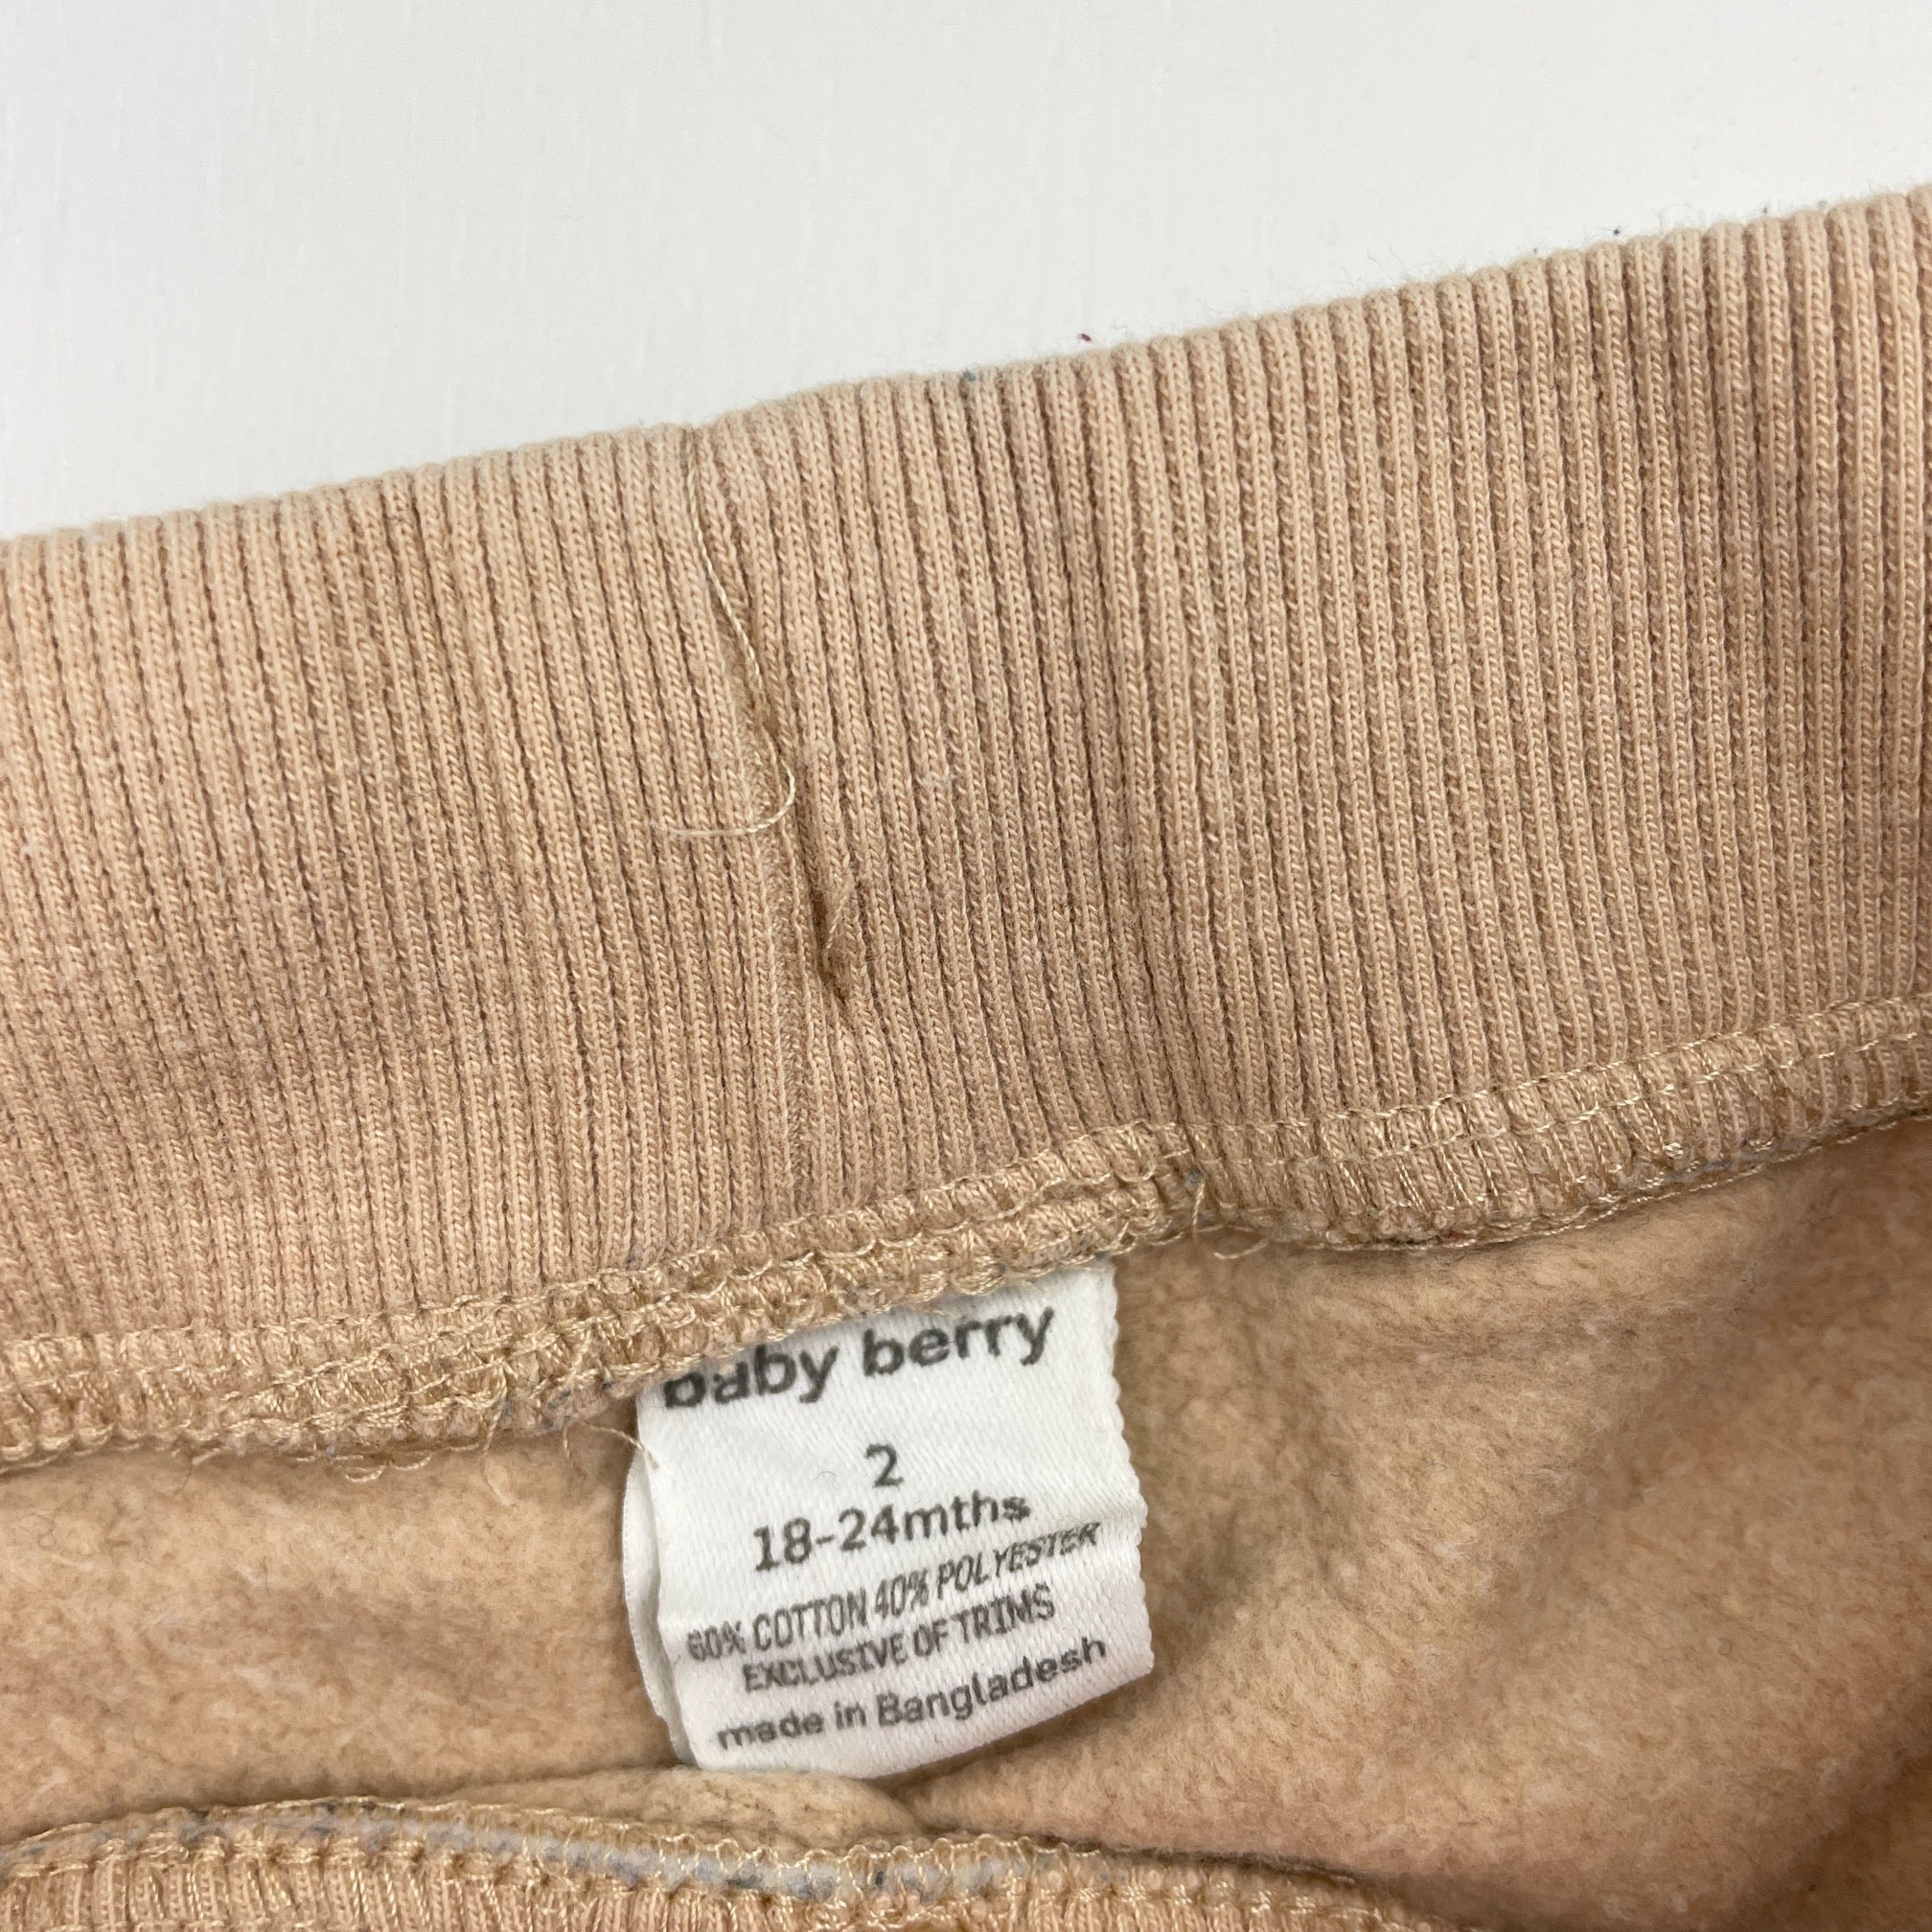 baby berry
2
18-24mths
60% COTTON 40% POLYESTER
EXCLUSIVE OF TRIMS
made in Bangladesh